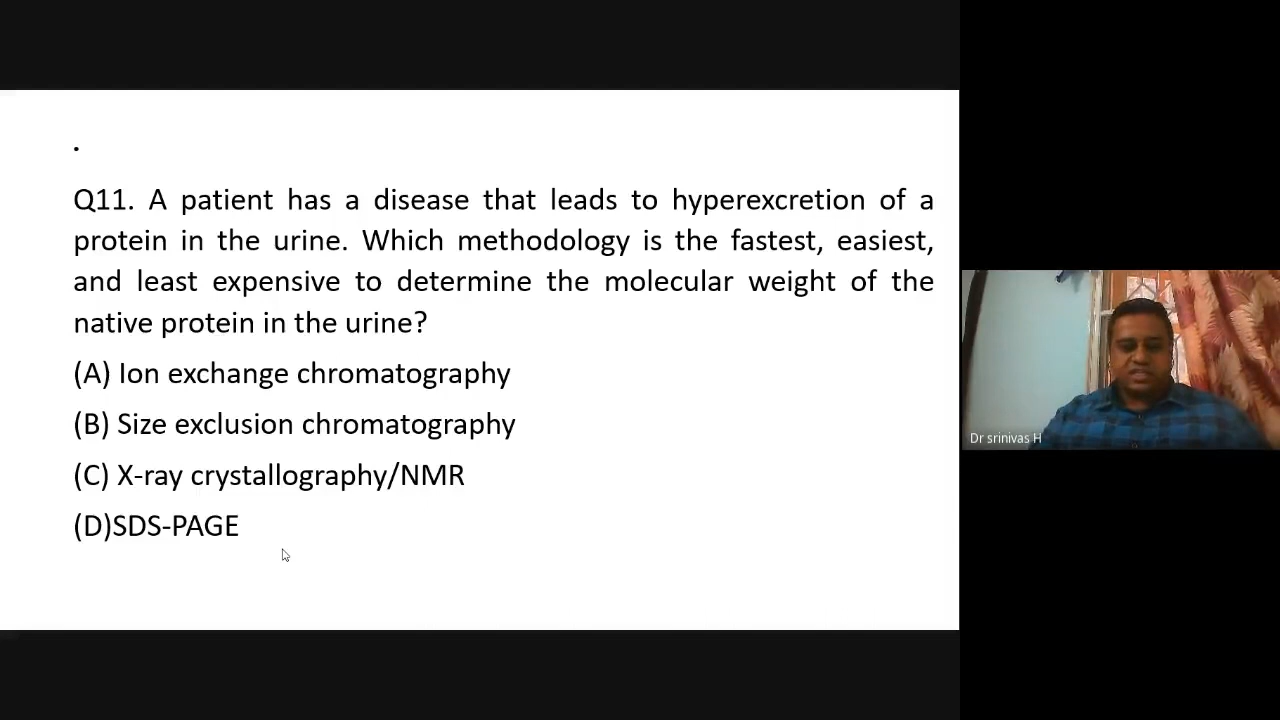 .
Q11. A patient has a disease that leads to hyperexcretion of a
protein in the urine. Which methodology is the fastest, easiest,
and least expensive to determine the molecular weight of the
native protein in the urine?
(A) Ion exchange chromatography
(B) Size exclusion chromatography
(C) X-ray crystallography/NMR
(D)SDS-PAGE
Dr srinivas H